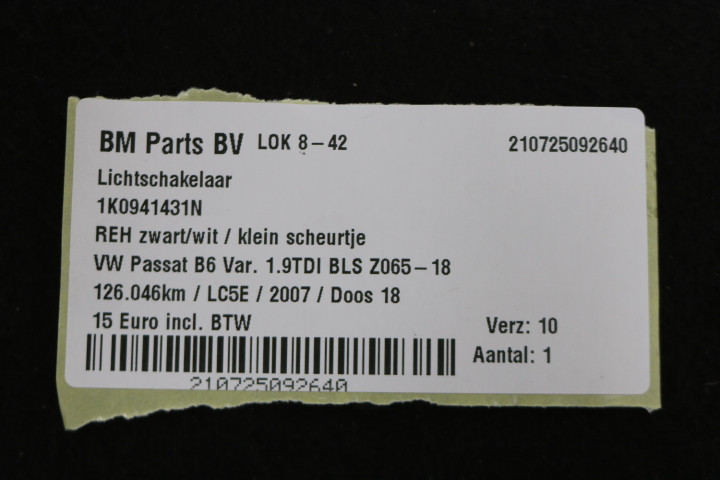 BM Parts BV LOK 8-42 210725092640
Lichtschakelaar
1K0941431N
REH zwart/wit / klein scheurtje
VW Passat B6 Var. 1.9TDI BLS Z065-18
126.046km / LC5E / 2007 / Doos 18
15 Euro incl. BTW Verz: 10
Aantal: 1
210725092640